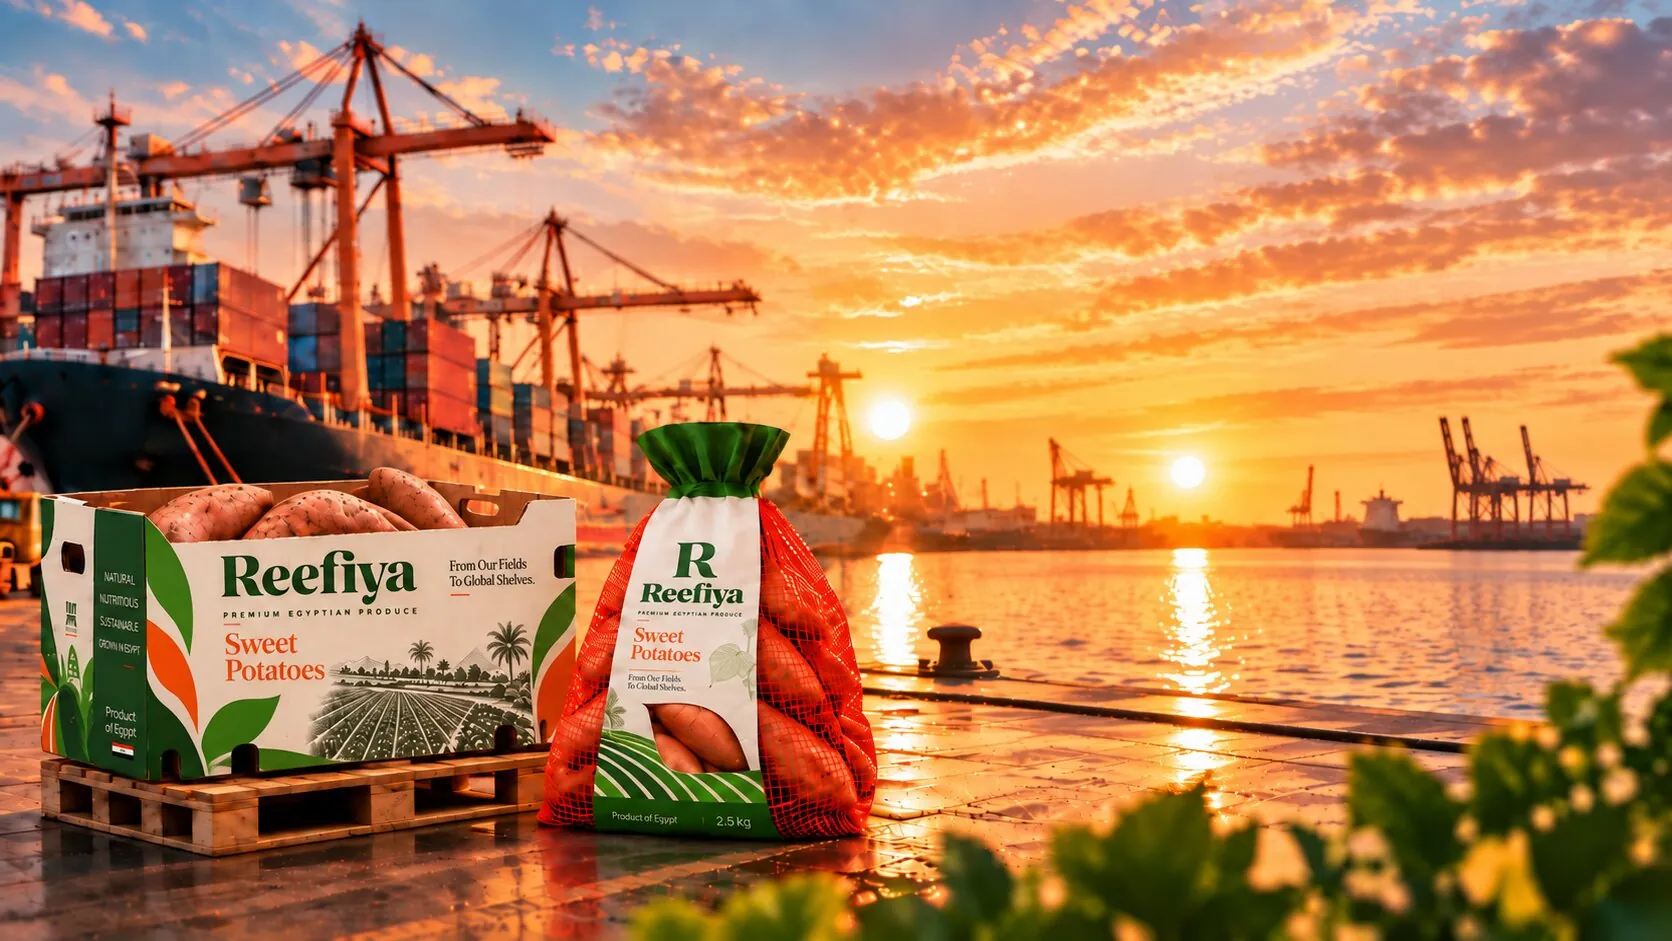 NATURAL
NUTRITIOUS
SUSTAINABLE
GROWN IN EGYPT
Product
of Egypt
Reefiya
PREMIUM EGYPTIAN PRODUCE
Sweet
Potatoes
From Our Fields
To Global Shelves.
R
Reefiya
PREMIUM EGYPTIAN PRODUCE
Sweet
Potatoes
From Our Fields
To Global Shelves.
Product of Egypt
2.5 kg